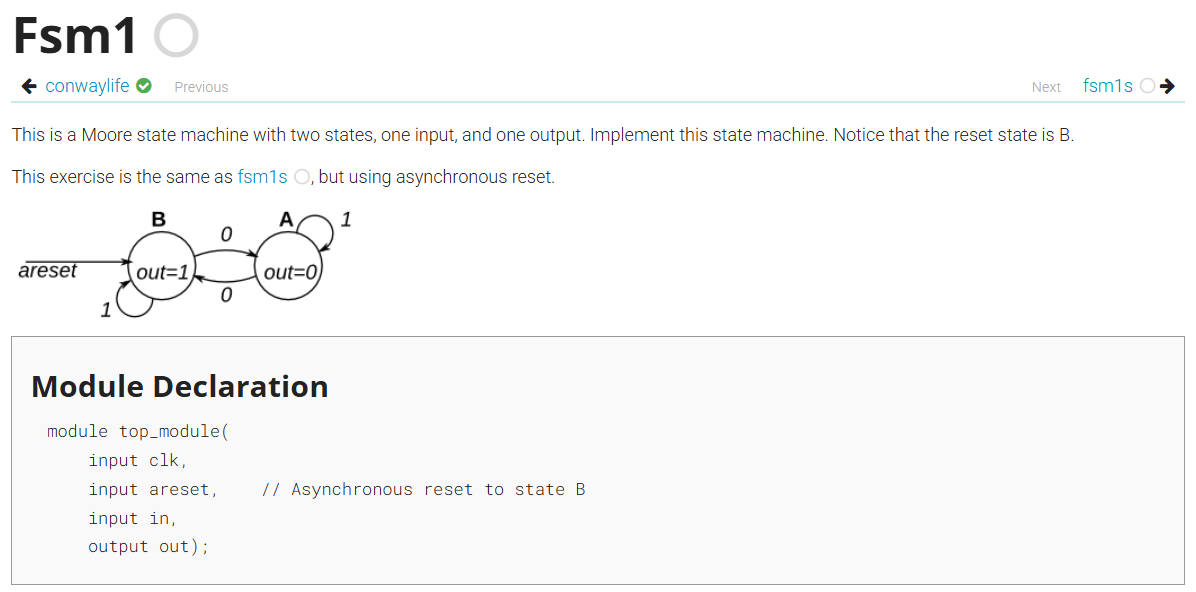 Fsm1
conwaylife Previous Next fsm1s
This is a Moore state machine with two states, one input, and one output. Implement this state machine. Notice that the reset state is B.
This exercise is the same as fsm1s , but using asynchronous reset.
B A 1
0
areset out=1 out=0
0
1
Module Declaration
module top_module(
    input clk,
    input areset,    // Asynchronous reset to state B
    input in,
    output out);